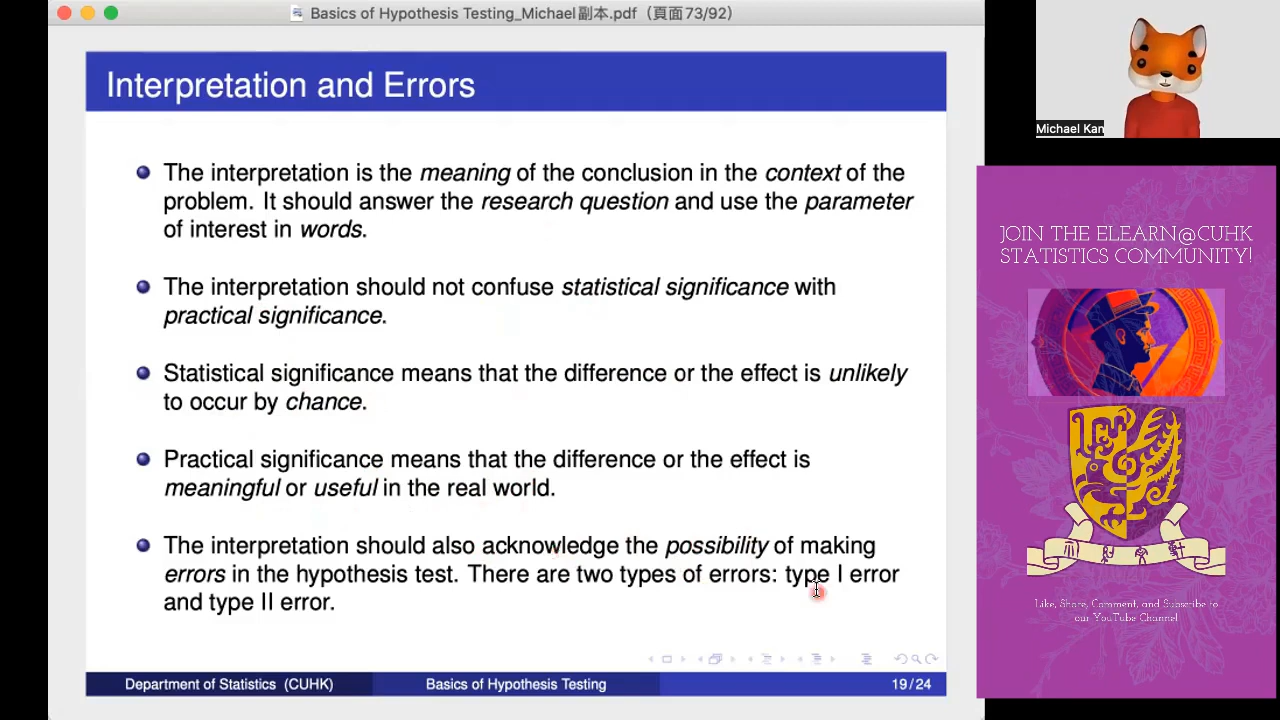 Basics of Hypothesis Testing_Michael副本.pdf（頁面73/92）
Interpretation and Errors
The interpretation is the meaning of the conclusion in the context of the
problem. It should answer the research question and use the parameter
of interest in words.
The interpretation should not confuse statistical significance with
practical significance.
Statistical significance means that the difference or the effect is unlikely
to occur by chance.
Practical significance means that the difference or the effect is
meaningful or useful in the real world.
The interpretation should also acknowledge the possibility of making
errors in the hypothesis test. There are two types of errors: type I error
and type II error.
Department of Statistics (CUHK)
Basics of Hypothesis Testing
19/24
Michael Kan
JOIN THE ELEARN@CUHK
STATISTICS COMMUNITY!
Like, Share, Comment, and Subscribe to
our YouTube Channel